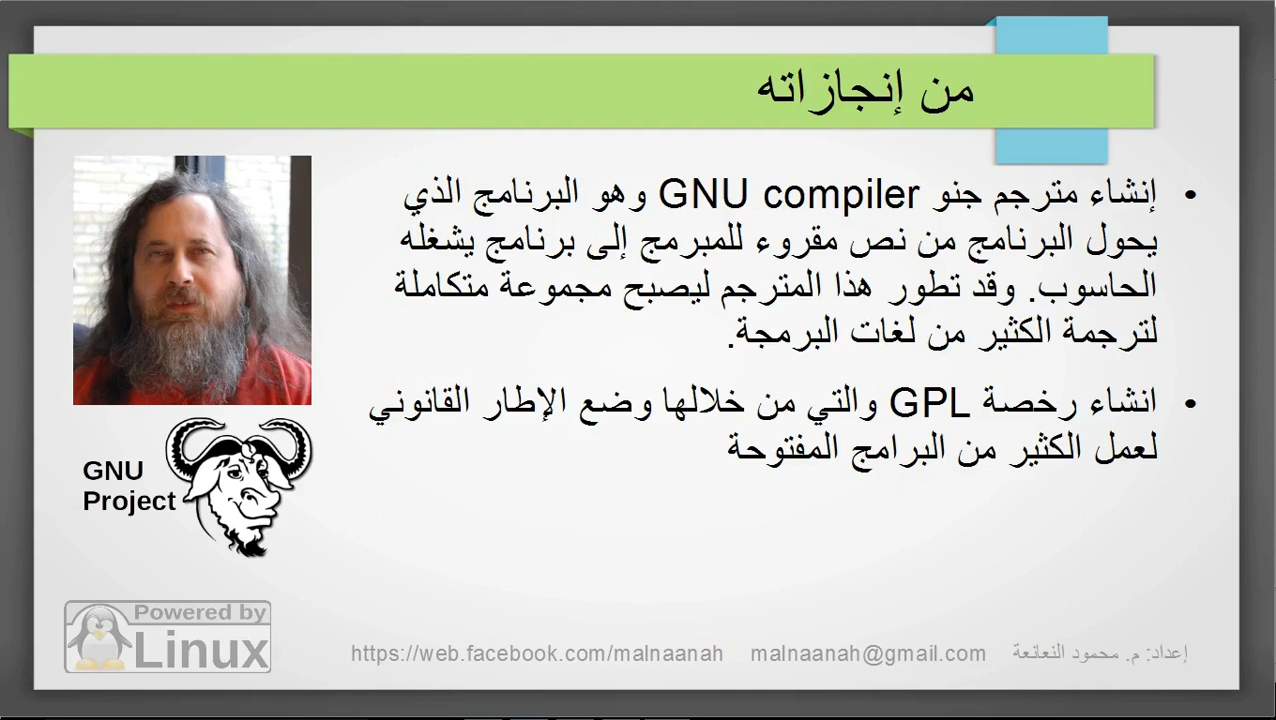 من إنجازاته
إنشاء مترجم جنو GNU compiler وهو البرنامج الذي
يحول البرنامج من نص مقروء للمبرمج إلى برنامج يشغله
الحاسوب. وقد تطور هذا المترجم ليصبح مجموعة متكاملة
لترجمة الكثير من لغات البرمجة.
انشاء رخصة GPL والتي من خلالها وضع الإطار القانوني
لعمل الكثير من البرامج المفتوحة
GNU
Project
Powered by
Linux
إعداد: م. محمود النعانعة malnaanah@gmail.com https://web.facebook.com/malnaanah